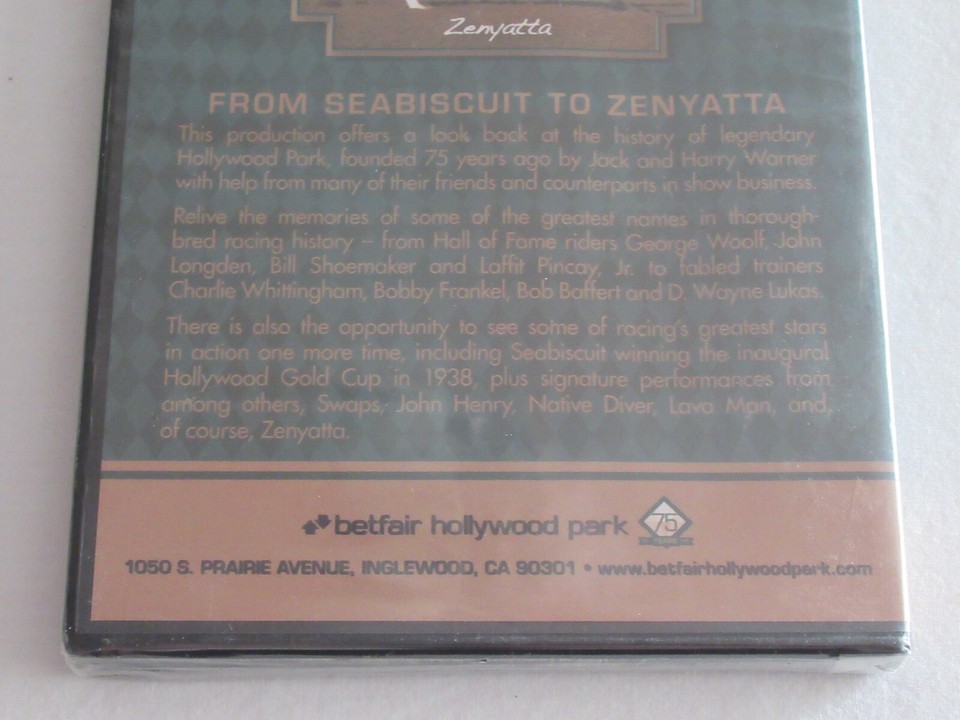 Zenyatta
FROM SEABISCUIT TO ZENYATTA
This production offers a look back at the history of legendary
Hollywood Park, founded 75 years ago by Jack and Harry Warner
with help from many of their friends and counterparts in show business.
Relive the memories of some of the greatest names in thorough-
bred racing history – from Hall of Fame riders George Woolf, John
Longden, Bill Shoemaker and Laffit Pincay, Jr. to fabled trainers
Charlie Whittingham, Bobby Frankel, Bob Baffert and D. Wayne Lukas.
There is also the opportunity to see some of racing's greatest stars
in action one more time, including Seabiscuit winning the inaugural
Hollywood Gold Cup in 1938, plus signature performances from,
among others, Swaps, John Henry, Native Diver, Lava Man, and,
of course, Zenyatta.
betfair hollywood park 75
1050 S. PRAIRIE AVENUE, INGLEWOOD, CA 90301 • www.betfairhollywoodpark.com